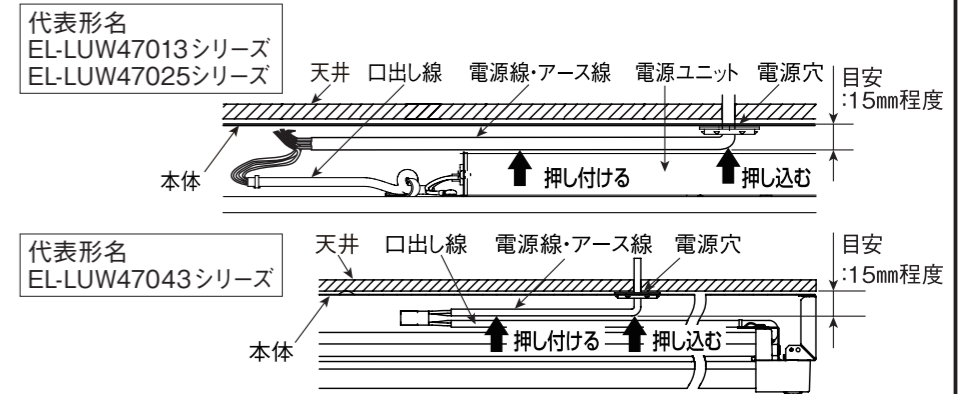 代表形名
EL-LUW47013シリーズ
EL-LUW47025シリーズ
天井 口出し線 電源線・アース線 電源ユニット 電源穴 目安
:15㎜程度
本体 押し付ける 押し込む
代表形名
EL-LUW47043シリーズ
天井 口出し線 電源線・アース線 電源穴 目安
:15㎜程度
本体 押し付ける 押し込む